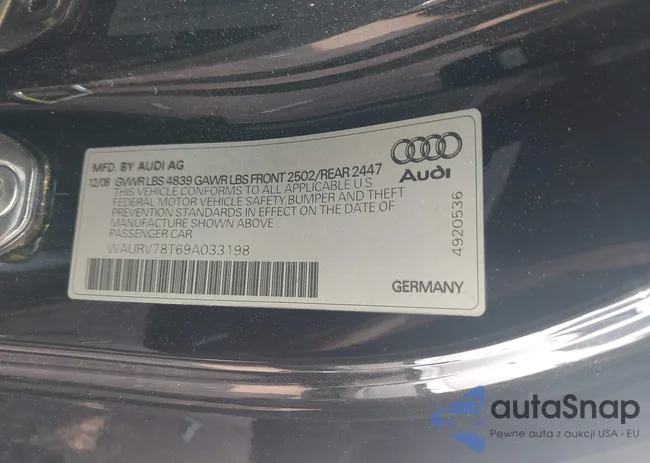 MFD. BY AUDI AG
12/08 GVWR LBS 4839 GAWR LBS FRONT 2502/REAR 2447
THIS VEHICLE CONFORMS TO ALL APPLICABLE U.S.
FEDERAL MOTOR VEHICLE SAFETY BUMPER AND THEFT
PREVENTION STANDARDS IN EFFECT ON THE DATE OF
MANUFACTURE SHOWN ABOVE
PASSENGER CAR
WAURV78T69A033198
Audi
4920536
GERMANY
autaSnap
Pewne auta z aukcji USA i EU